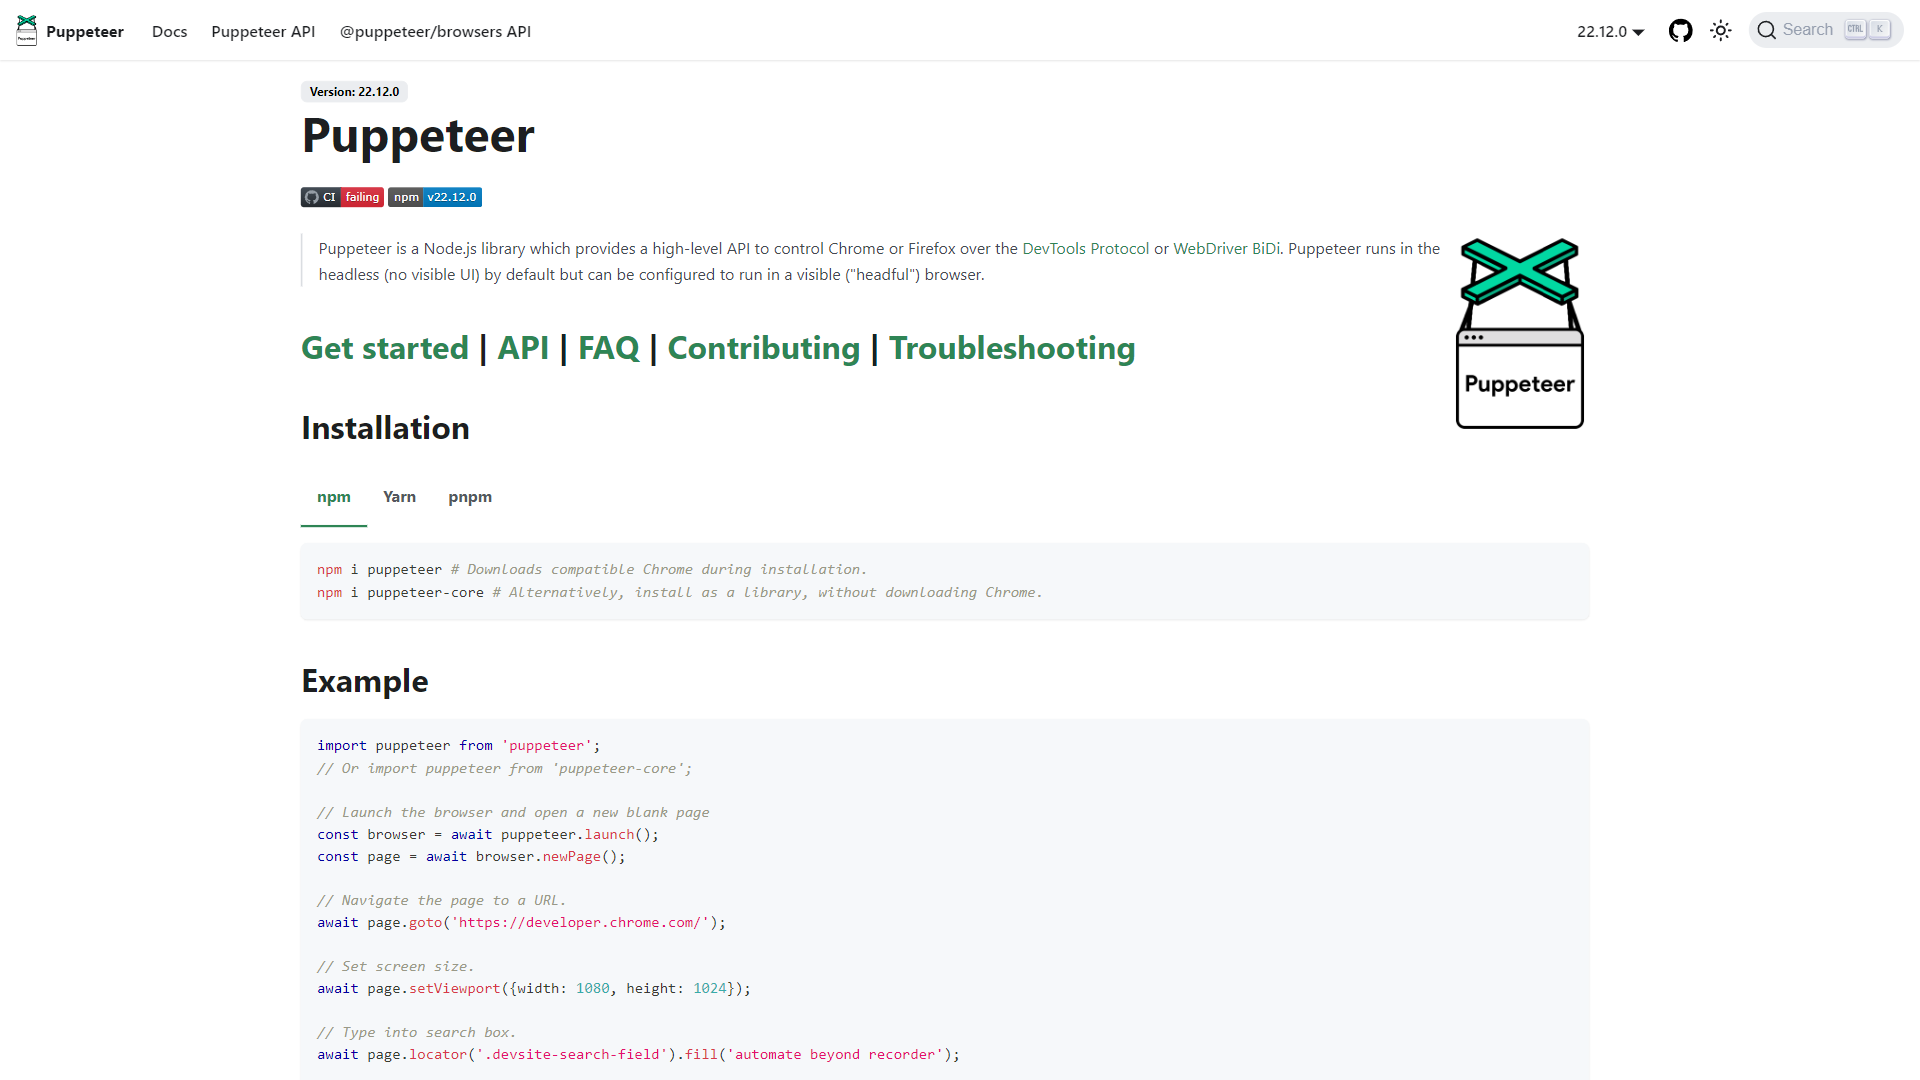 Puppeteer Docs Puppeteer API @puppeteer/browsers API 22.12.0 Search CTRL K
Version: 22.12.0
Puppeteer
CI failing npm v22.12.0
Puppeteer is a Node.js library which provides a high-level API to control Chrome or Firefox over the DevTools Protocol or WebDriver BiDi. Puppeteer runs in the
headless (no visible UI) by default but can be configured to run in a visible ("headful") browser.
Puppeteer
Get started | API | FAQ | Contributing | Troubleshooting
Installation
npm Yarn pnpm
npm i puppeteer # Downloads compatible Chrome during installation.
npm i puppeteer-core # Alternatively, install as a library, without downloading Chrome.
Example
import puppeteer from 'puppeteer';
// Or import puppeteer from 'puppeteer-core';
// Launch the browser and open a new blank page
const browser = await puppeteer.launch();
const page = await browser.newPage();
// Navigate the page to a URL.
await page.goto('https://developer.chrome.com/');
// Set screen size.
await page.setViewport({width: 1080, height: 1024});
// Type into search box.
await page.locator('.devsite-search-field').fill('automate beyond recorder');